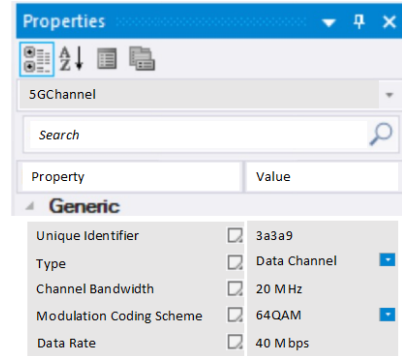 Properties
A Z
5GChannel
Search
Property Value
Generic
Unique Identifier 3a3a9
Type Data Channel
Channel Bandwidth 20 MHz
Modulation Coding Scheme 64QAM
Data Rate 40 Mbps